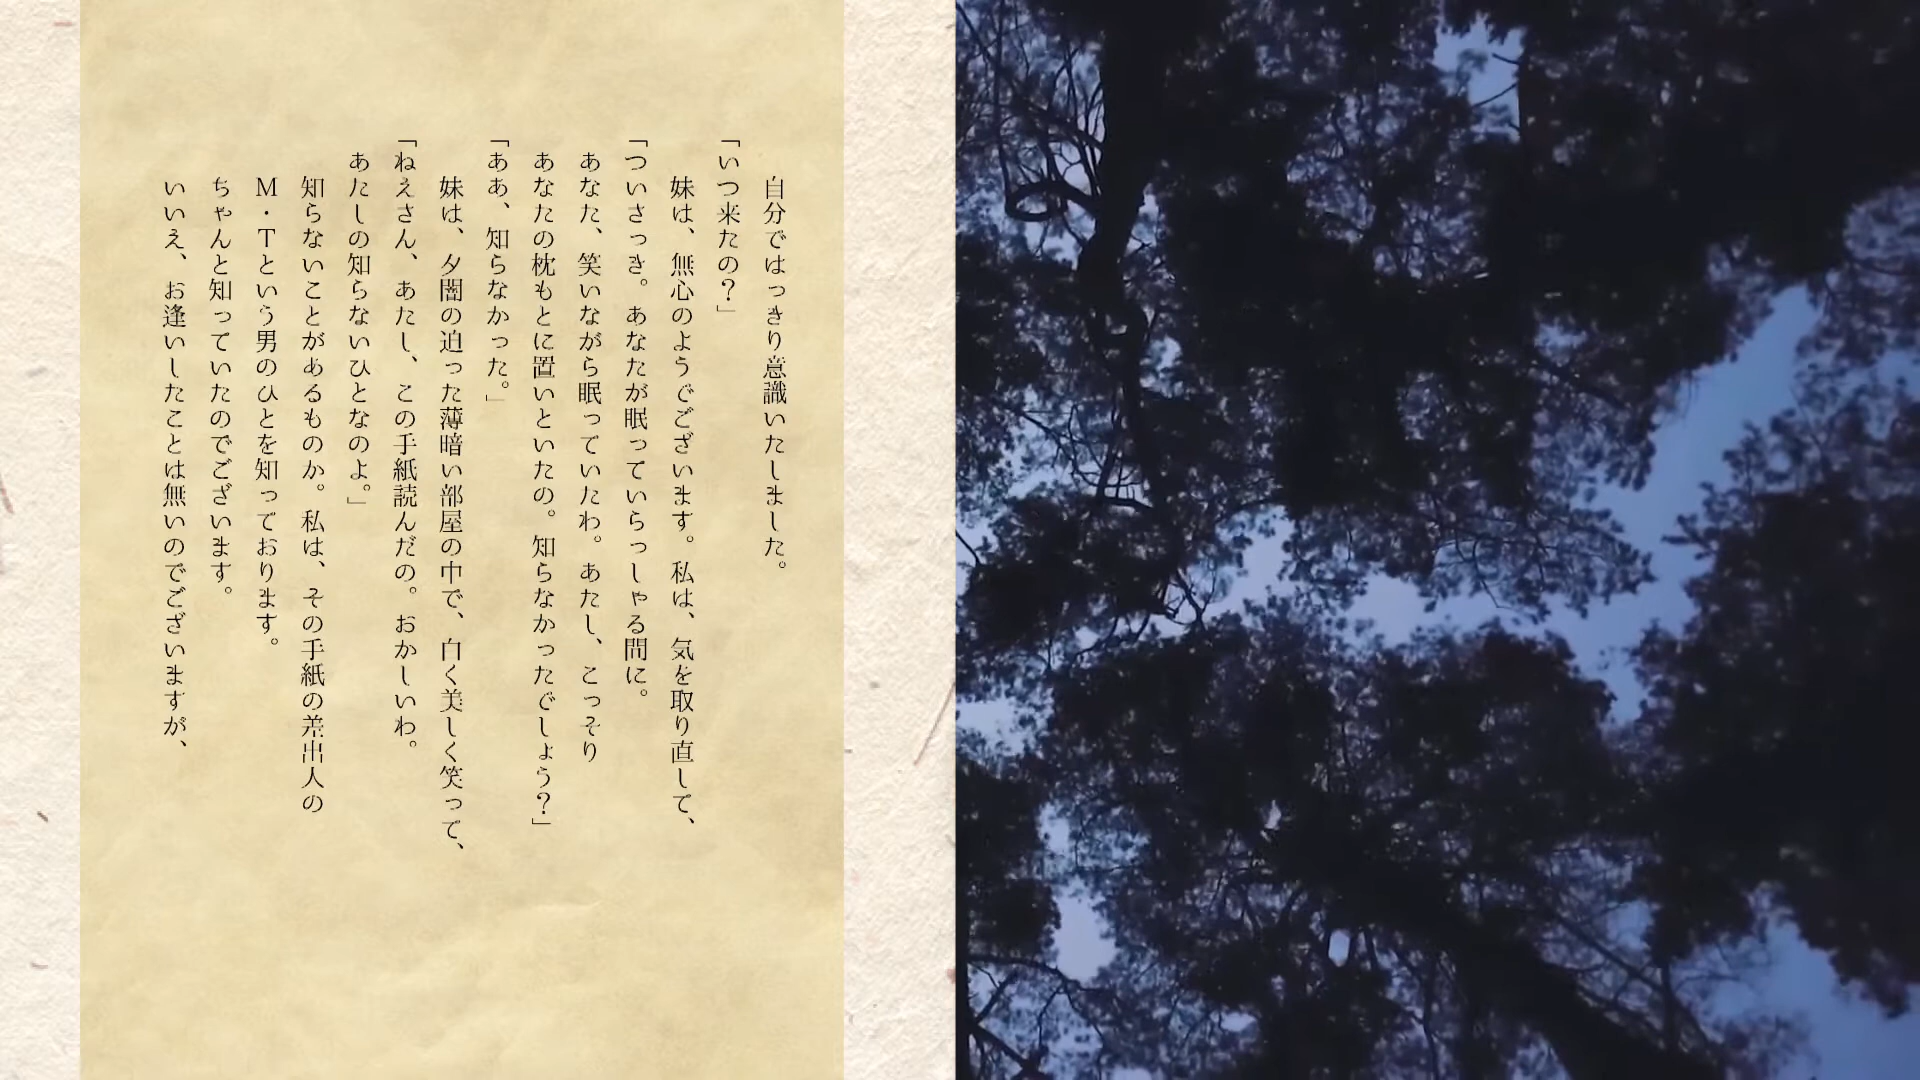 自分ではっきり意識いたしました。
「いつ来たの？」
妹は、無心のようでございます。私は、気を取り直して、
「ついさっき。あなたが眠っていらっしゃる間に。
あなた、笑いながら眠っていたわ。あたし、こっそり
あなたの枕もとに置いといたの。知らなかったでしょう？」
「ああ、知らなかった。」
妹は、夕闇の迫った薄暗い部屋の中で、白く美しく笑って、
「ねえさん、あたし、この手紙読んだの。おかしいわ。
あたしの知らないひとなのよ。」
知らないことがあるものか。私は、その手紙の差出人の
Ｍ・Ｔという男のひとを知っております。
ちゃんと知っていたのでございます。
いいえ、お逢いしたことは無いのでございますが、